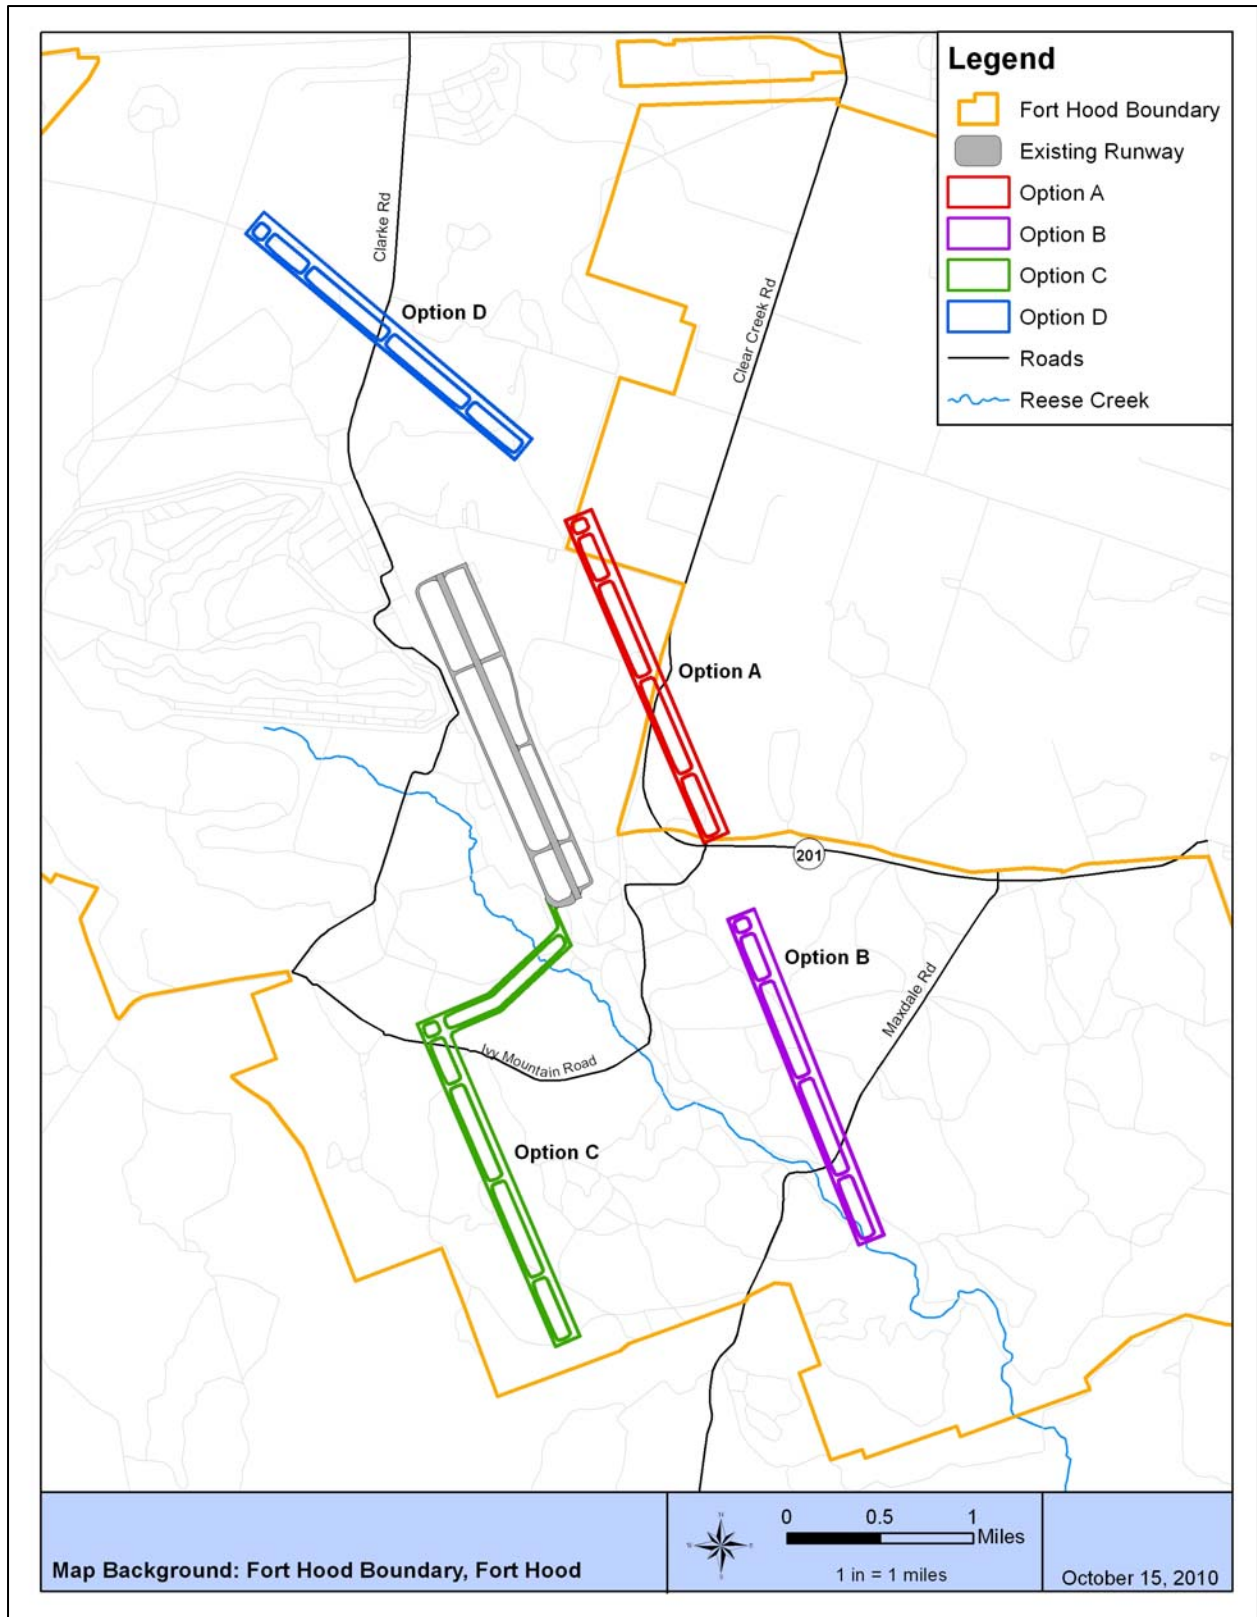 Legend
Fort Hood Boundary
Existing Runway
Option A
Option B
Option C
Option D
Roads
Reese Creek
Clarke Rd
Option D
Clear Creek Rd
Option A
201
Option B
Maxdale Rd
Ivy Mountain Road
Option C
Map Background: Fort Hood Boundary, Fort Hood
N
W
E
S
0 0.5 1
Miles
1 in = 1 miles
October 15, 2010